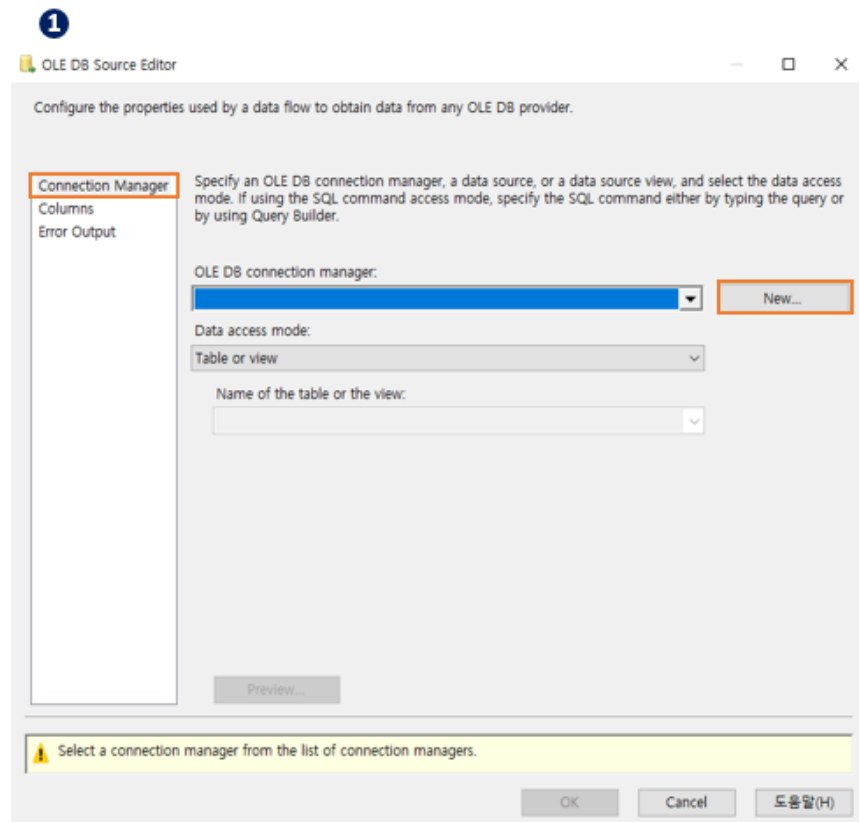 1
OLE DB Source Editor
Configure the properties used by a data flow to obtain data from any OLE DB provider.
Connection Manager
Columns
Error Output
Specify an OLE DB connection manager, a data source, or a data source view, and select the data access
mode. If using the SQL command access mode, specify the SQL command either by typing the query or
by using Query Builder.
OLE DB connection manager:
New...
Data access mode:
Table or view
Name of the table or the view:
Preview...
Select a connection manager from the list of connection managers.
OK
Cancel
도움말(H)